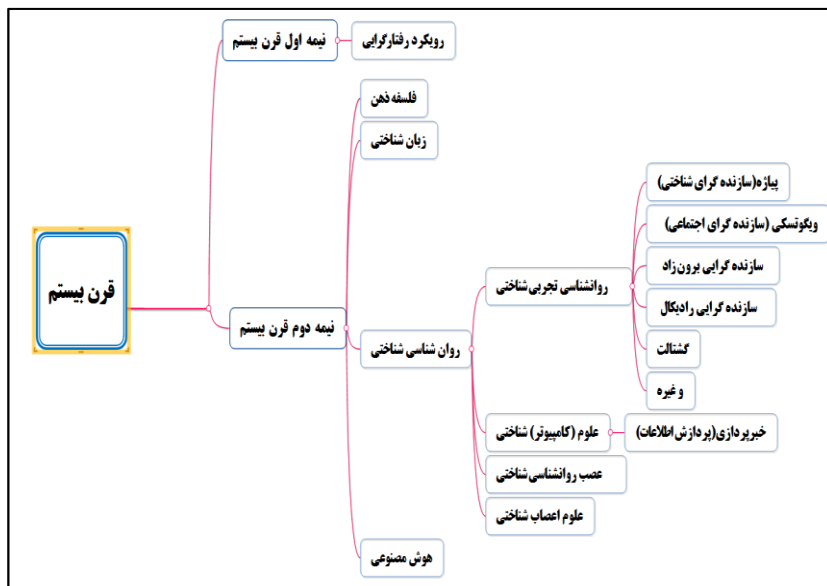 قرن بیستم
نیمه اول قرن بیستم
رویکرد رفتارگرایی
نیمه دوم قرن بیستم
فلسفه ذهن
زبان شناختی
روان شناسی شناختی
روانشناسی تجربی شناختی
پیاژه(سازنده گرای شناختی)
ویگوتسکی (سازنده گرای اجتماعی)
سازنده گرایی برون زاد
سازنده گرایی رادیکال
گشتالت
و غیره
علوم (کامپیوتر) شناختی
خبرپردازی(پردازش اطلاعات)
عصب روانشناسی شناختی
علوم اعصاب شناختی
هوش مصنوعی